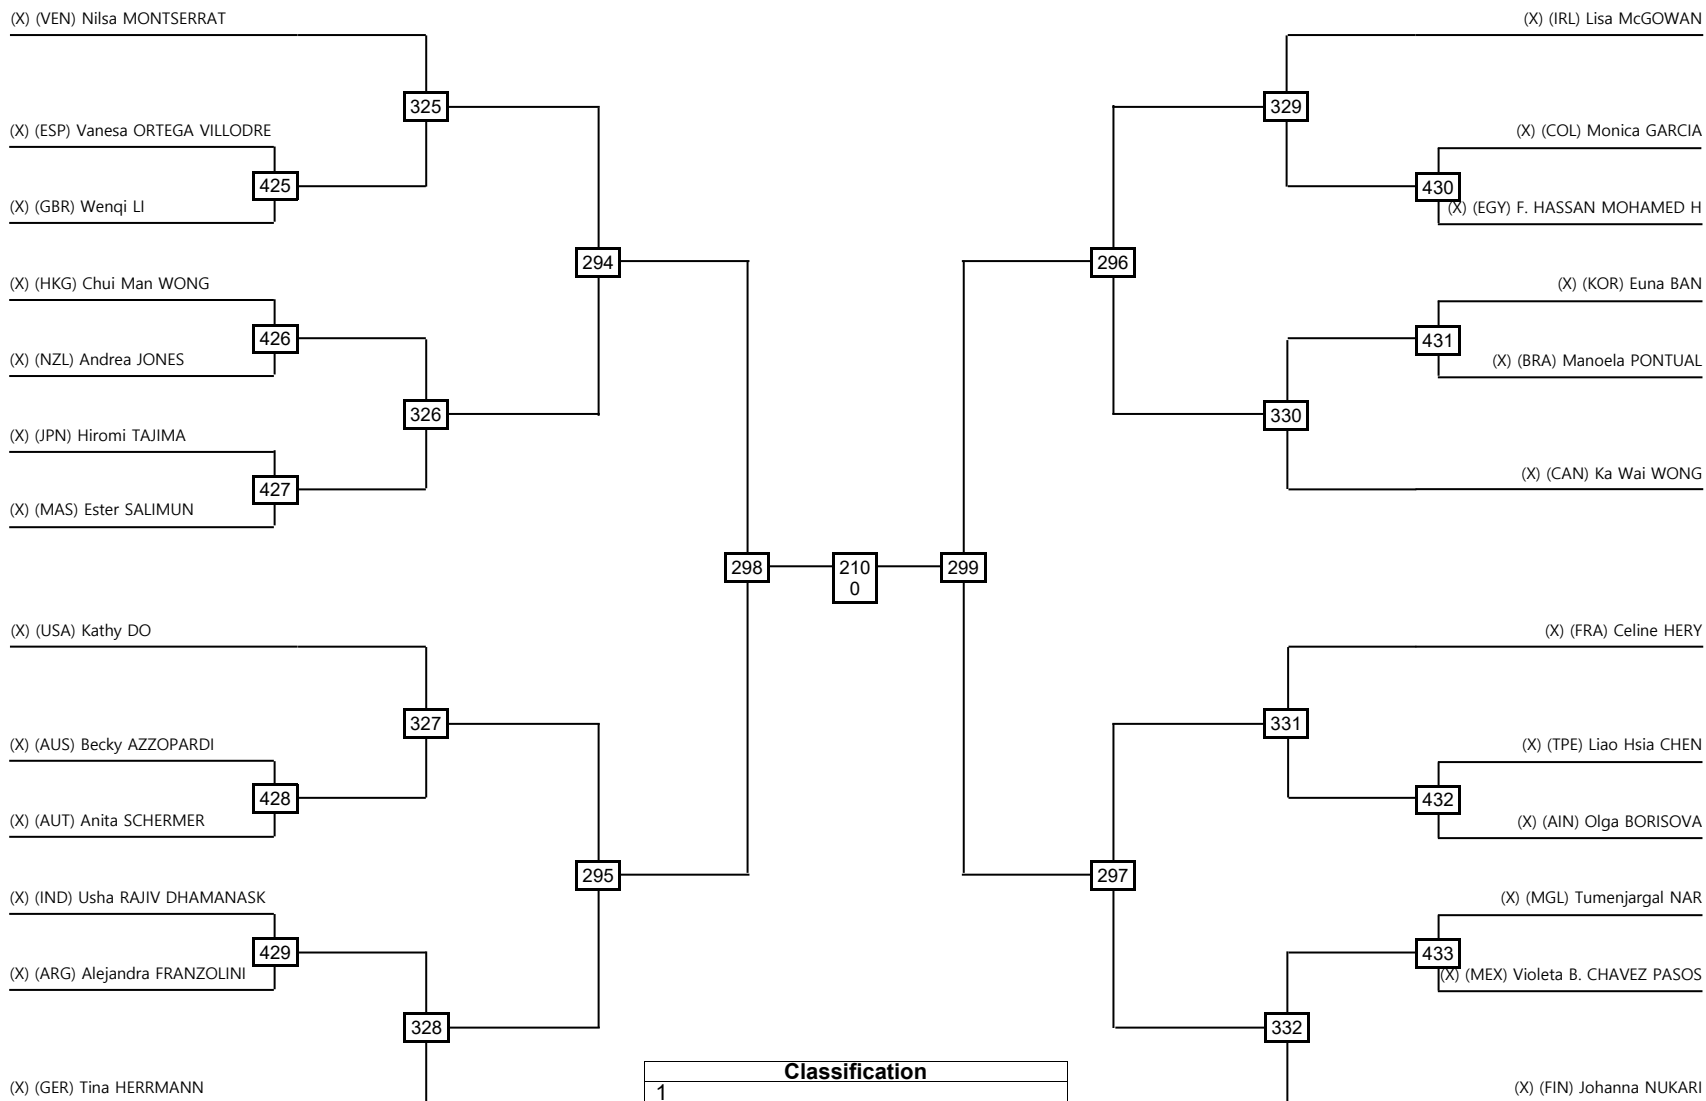 (X) (VEN) Nilsa MONTSERRAT
325
(X) (ESP) Vanesa ORTEGA VILLODRE
425
(X) (GBR) Wenqi LI
294
(X) (HKG) Chui Man WONG
426
(X) (NZL) Andrea JONES
326
(X) (JPN) Hiromi TAJIMA
427
(X) (MAS) Ester SALIMUN
298
210
0
299
(X) (USA) Kathy DO
327
(X) (AUS) Becky AZZOPARDI
428
(X) (AUT) Anita SCHERMER
295
(X) (IND) Usha RAJIV DHAMANASK
429
(X) (ARG) Alejandra FRANZOLINI
328
(X) (GER) Tina HERRMANN
(X) (IRL) Lisa McGOWAN
329
(X) (COL) Monica GARCIA
430
(X) (EGY) F. HASSAN MOHAMED H
296
(X) (KOR) Euna BAN
431
(X) (BRA) Manoela PONTUAL
330
(X) (CAN) Ka Wai WONG
(X) (FRA) Celine HERY
331
(X) (TPE) Liao Hsia CHEN
432
(X) (AIN) Olga BORISOVA
297
(X) (MGL) Tumenjargal NAR
433
(X) (MEX) Violeta B. CHAVEZ PASOS
332
(X) (FIN) Johanna NUKARI
Classification
1